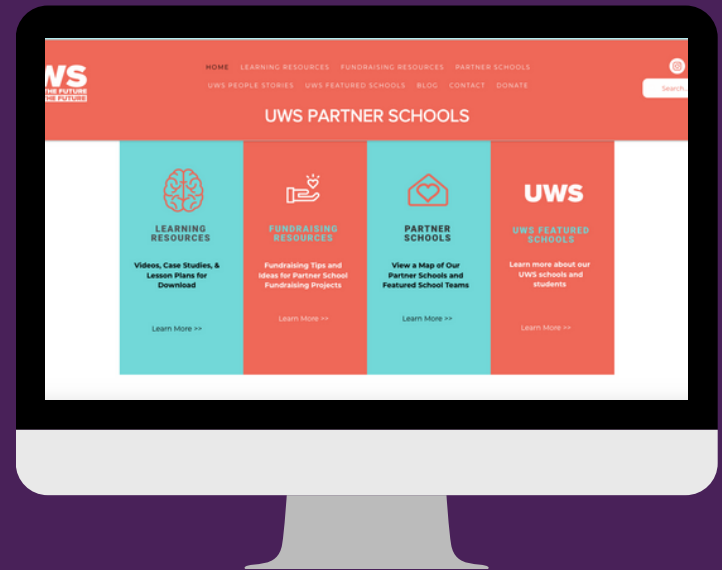 WS
THE FUTURE
THE FUTURE
HOME LEARNING RESOURCES FUNDRAISING RESOURCES PARTNER SCHOOLS
UWS PEOPLE STORIES UWS FEATURED SCHOOLS BLOG CONTACT DONATE
Search...
UWS PARTNER SCHOOLS
LEARNING
RESOURCES
Videos, Case Studies, &
Lesson Plans for
Download
Learn More >>
FUNDRAISING
RESOURCES
Fundraising Tips and
Ideas for Partner School
Fundraising Projects
Learn More >>
PARTNER
SCHOOLS
View a Map of Our
Partner Schools and
Featured School Teams
Learn More >>
UWS
UWS FEATURED
SCHOOLS
Learn more about our
UWS schools and
students
Learn More >>